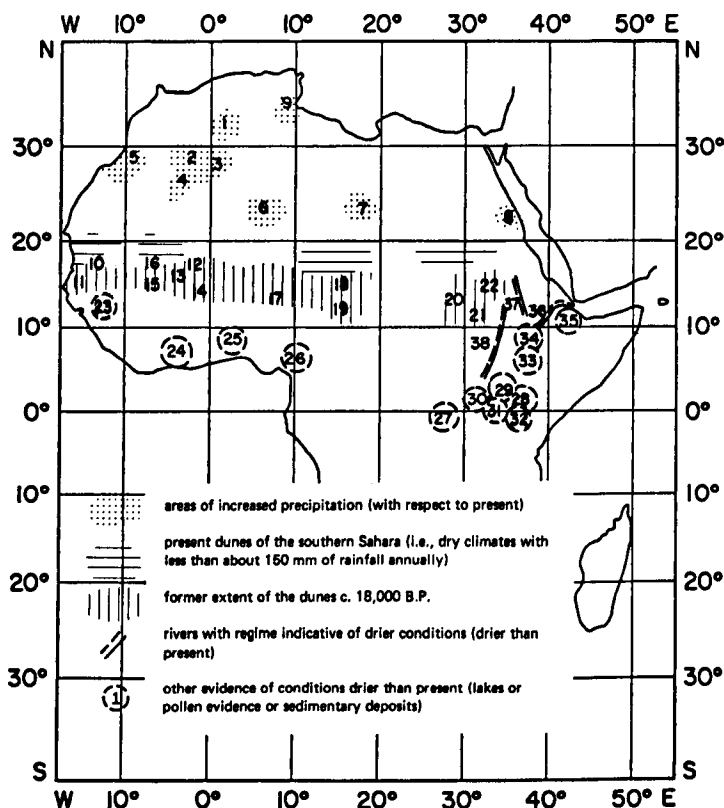 W 10° 0° 10° 20° 30° 40° 50° E
N N
9
1
30° 30°
5 2 3
4
6 7 8
20° 20°
10 16 12 18 22
15 13 14 17 19 20 37 36
23 21 34 35
10° 10°
24 25 26 38 33
29
30 28
0° 27 31 32 0°
10° areas of increased precipitation (with respect to present) 10°
present dunes of the southern Sahara (i.e., dry climates with
less than about 150 mm of rainfall annually)
20° 20°
former extent of the dunes c. 18,000 B.P.
rivers with regime indicative of drier conditions (drier than
present)
30° 30°
1 other evidence of conditions drier than present (lakes or
pollen evidence or sedimentary deposits)
S S
W 10° 0° 10° 20° 30° 40° 50° E